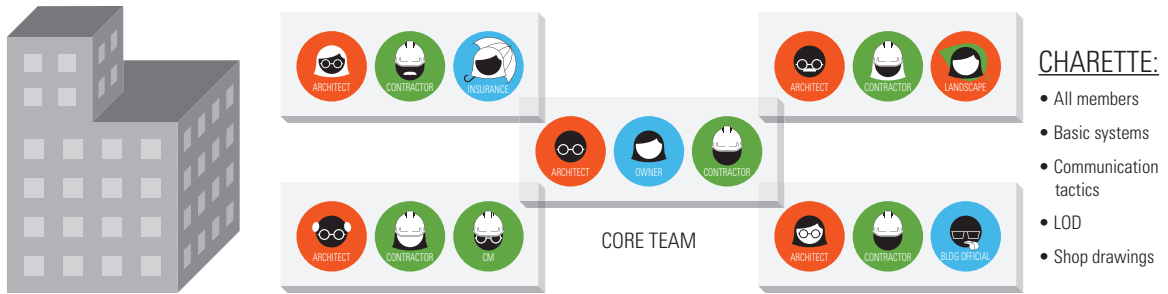 ARCHITECT CONTRACTOR INSURANCE
ARCHITECT CONTRACTOR LANDSCAPE
ARCHITECT OWNER CONTRACTOR
ARCHITECT CONTRACTOR CM
CORE TEAM
ARCHITECT CONTRACTOR BLDG OFFICIAL
CHARETTE:
• All members
• Basic systems
• Communication
tactics
• LOD
• Shop drawings